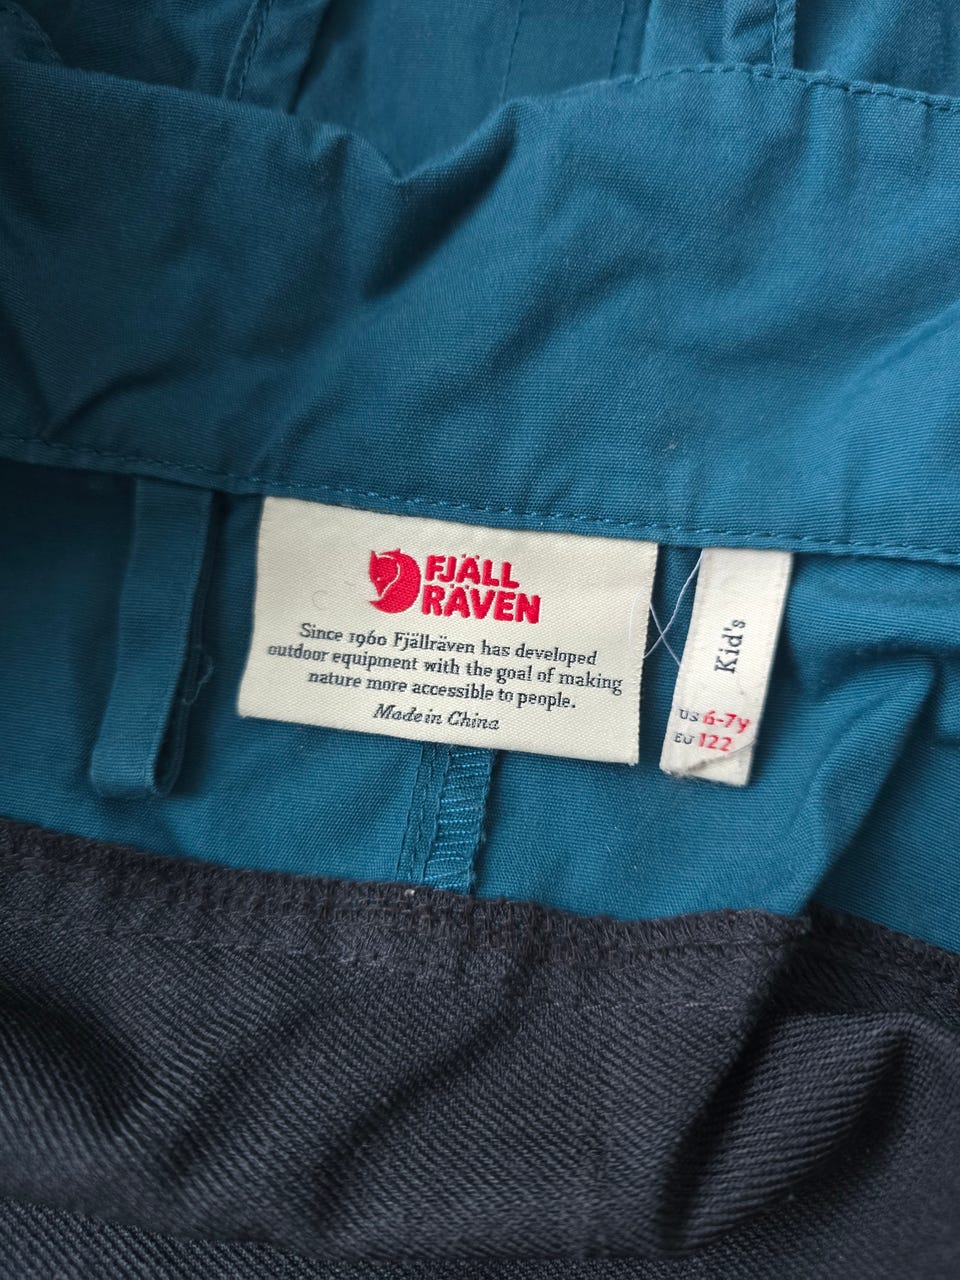 FJÄLL
RÄVEN
Since 1960 Fjällräven has developed
outdoor equipment with the goal of making
nature more accessible to people.
Made in China
Kid's
US 6-7y
EU 122